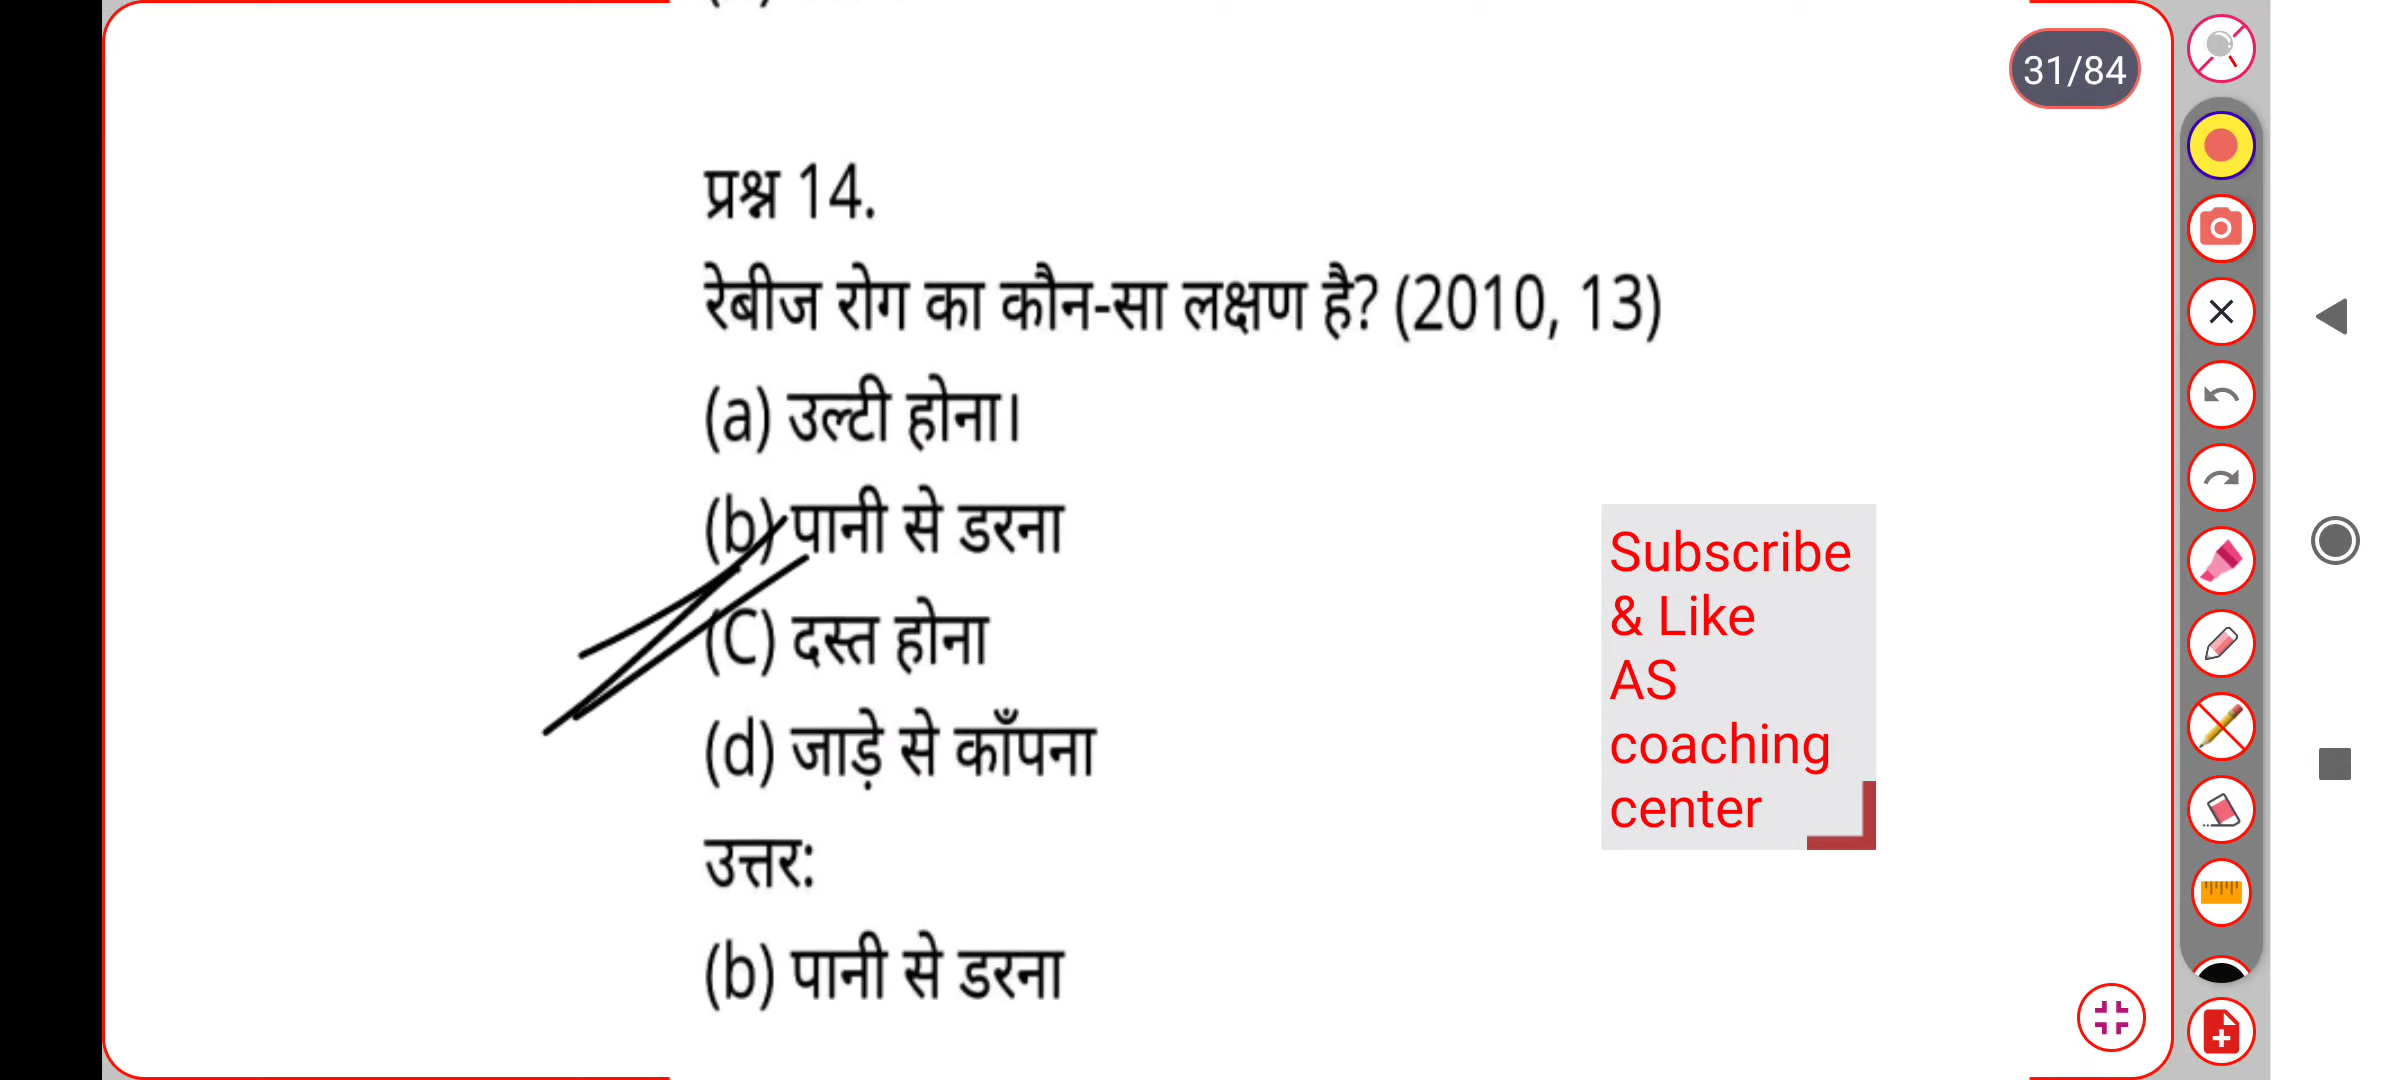 31/84
प्रश्न 14.
रेबीज रोग का कौन-सा लक्षण है? (2010, 13)
(a) उल्टी होना।
(b) पानी से डरना
(C) दस्त होना
(d) जाड़े से काँपना
उत्तर:
(b) पानी से डरना
Subscribe
& Like
AS
coaching
center